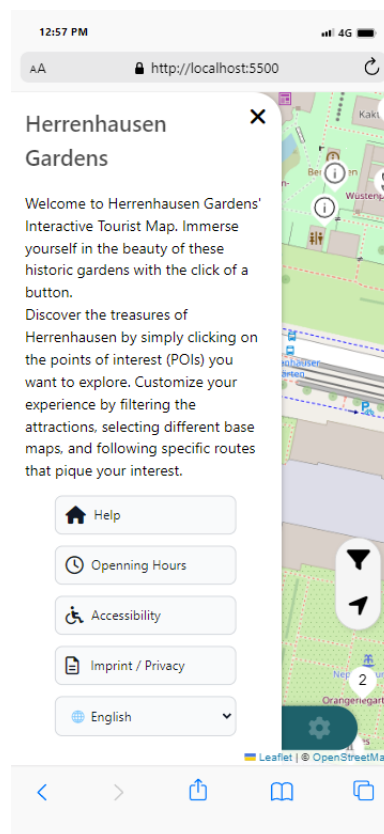 12:57 PM
4G
AA
http://localhost:5500
Herrenhausen
Gardens
Welcome to Herrenhausen Gardens'
Interactive Tourist Map. Immerse
yourself in the beauty of these
historic gardens with the click of a
button.
Discover the treasures of
Herrenhausen by simply clicking on
the points of interest (POIs) you
want to explore. Customize your
experience by filtering the
attractions, selecting different base
maps, and following specific routes
that pique your interest.
Help
Openning Hours
Accessibility
Imprint / Privacy
English
Kakt
Wüstenp
2
Orangeriegart
Leaflet | © OpenStreetMa